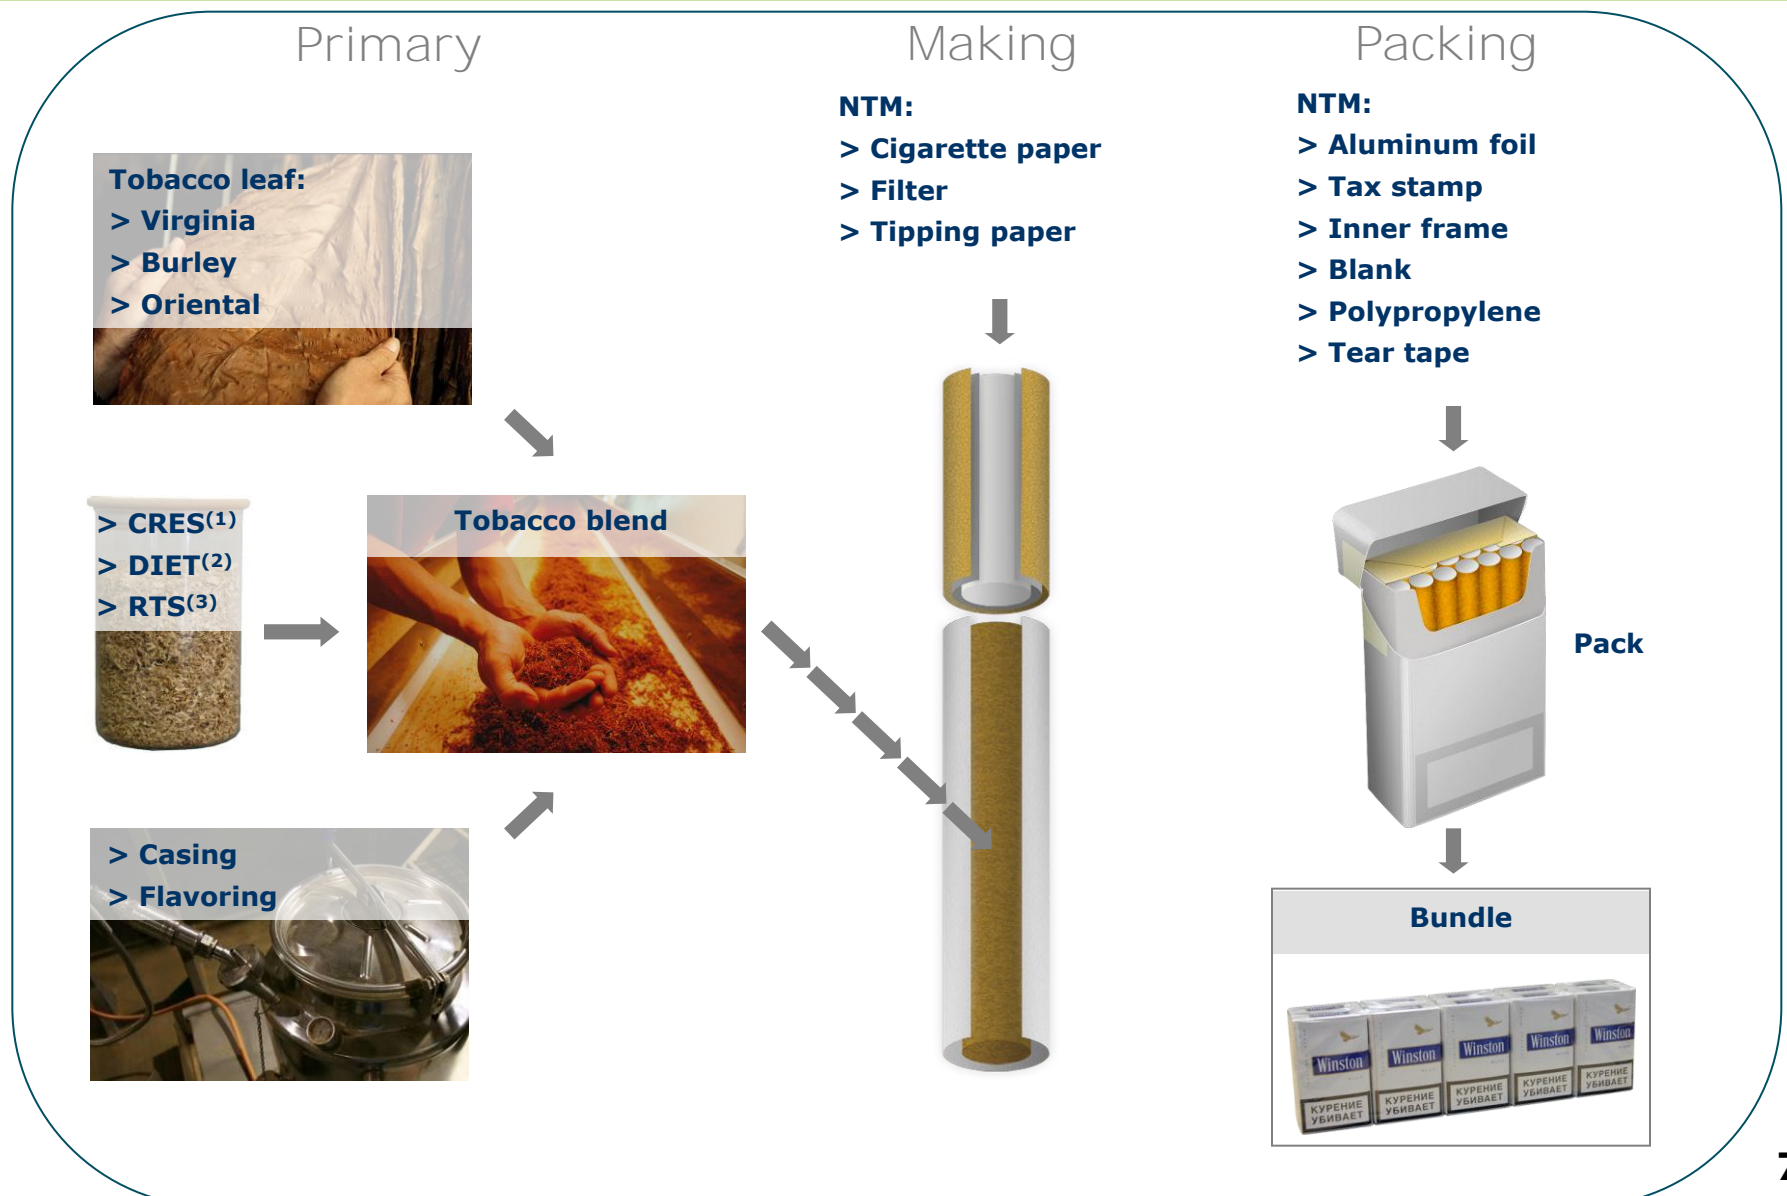 Primary
Making
Packing
Tobacco leaf:
> Virginia
> Burley
> Oriental
> CRES(1)
> DIET(2)
> RTS(3)
Tobacco blend
> Casing
> Flavoring
NTM:
> Cigarette paper
> Filter
> Tipping paper
NTM:
> Aluminum foil
> Tax stamp
> Inner frame
> Blank
> Polypropylene
> Tear tape
Pack
Bundle
Winston
КУРЕНИЕ
УБИВАЕТ
Winston
КУРЕНИЕ
УБИВАЕТ
Winston
КУРЕНИЕ
УБИВАЕТ
Winston
КУРЕНИЕ
УБИВАЕТ
Winston
КУРЕНИЕ
УБИВАЕТ
7